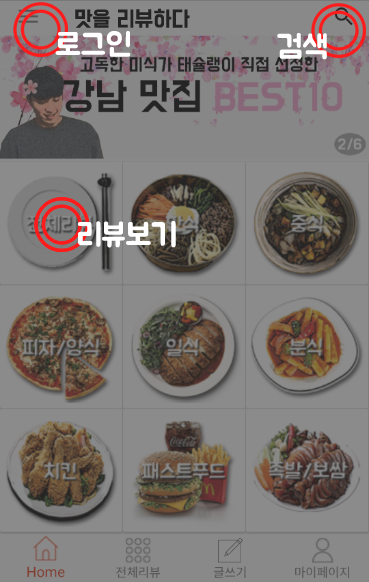 맛을 리뷰하다
로그인
검색
고독한 미식가 태슐랭이 직접 선정한
강남 맛집 BEST10
2/6
전체리뷰
한식
중식
리뷰보기
피자/양식
일식
분식
치킨
패스트푸드
족발/보쌈
Home
전체리뷰
글쓰기
마이페이지